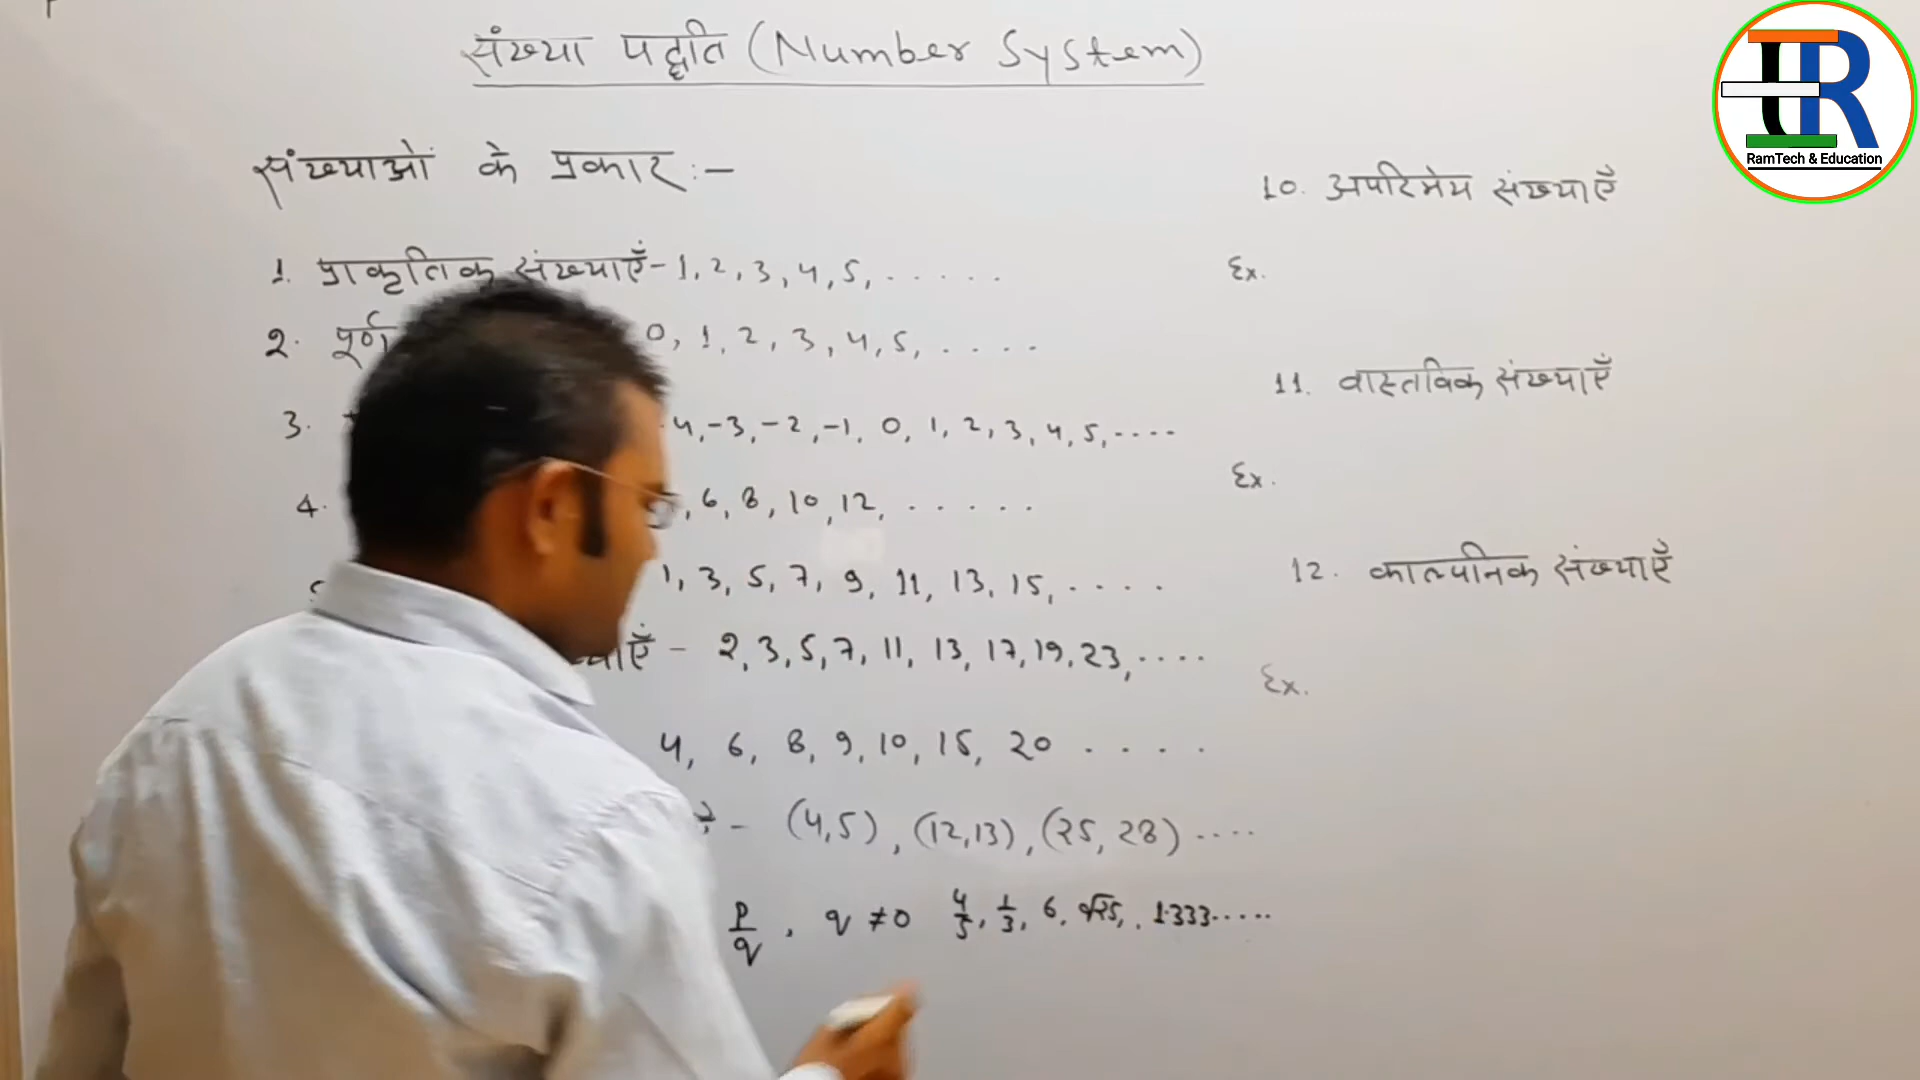 संख्या पद्धति (Number System)
संख्याओं के प्रकार :-
1. प्राकृतिक संख्याएँ - 1, 2, 3, 4, 5, . . . . .
2. पूर्ण 0, 1, 2, 3, 4, 5, . . . .
3. 4, -3, -2, -1, 0, 1, 2, 3, 4, 5, ....
4. , 6, 8, 10, 12, . . . . .
1, 3, 5, 7, 9, 11, 13, 15, . . . .
याएँ - 2, 3, 5, 7, 11, 13, 17, 19, 23, ....
4, 6, 8, 9, 10, 15, 20 . . . .
- (4,5), (12,13), (25, 28) ....
p/q , q ≠ 0 4/5, 1/3, 6, √25, , 1.333.....
10. अपरिमेय संख्याएँ
Ex.
11. वास्तविक संख्याएँ
Ex.
12. काल्पनिक संख्याएँ
Ex.
TR
RamTech & Education